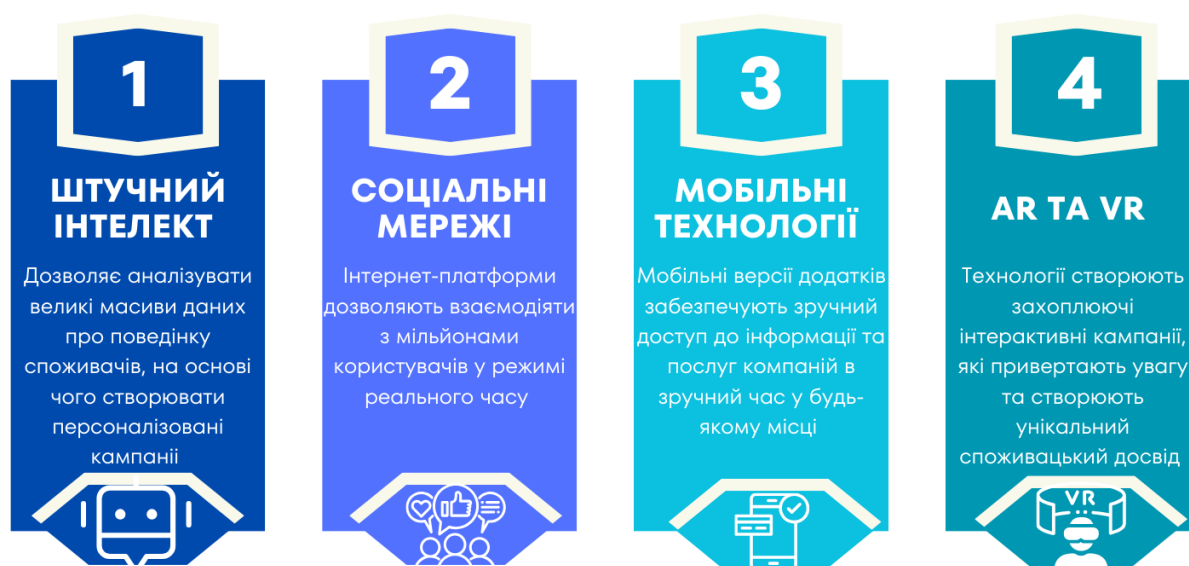 1
ШТУЧНИЙ
ІНТЕЛЕКТ
Дозволяє аналізувати
великі масиви даних
про поведінку
споживачів, на основі
чого створювати
персоналізовані
кампаніі
2
СОЦІАЛЬНІ
МЕРЕЖІ
Інтернет-платформи
дозволяють взаємодіяти
з мільйонами
користувачів у режимі
реального часу
3
МОБІЛЬНІ
ТЕХНОЛОГІЇ
Мобільні версії додатків
забезпечують зручний
доступ до інформації та
послуг компаній в
зручний час у будь-
якому місці
4
AR ТА VR
Технології створюють
захоплюючі
інтерактивні кампанії,
які привертають увагу
та створюють
унікальний
споживацький досвід
VR